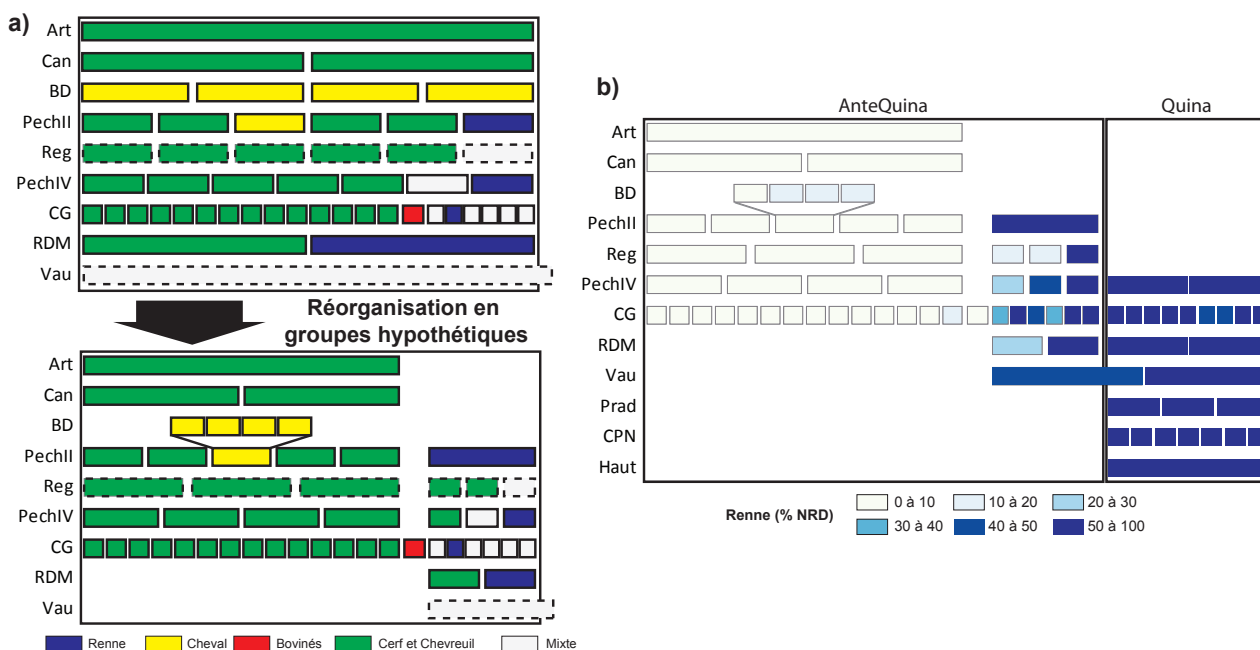 a)
Art
Can
BD
PechII
Reg
PechIV
CG
RDM
Vau
Réorganisation en
groupes hypothétiques
Art
Can
BD
PechII
Reg
PechIV
CG
RDM
Vau
Renne Cheval Bovinés Cerf et Chevreuil Mixte
b)
AnteQuina Quina
Art
Can
BD
PechII
Reg
PechIV
CG
RDM
Vau
Prad
CPN
Haut
Renne (% NRD)
0 à 10 10 à 20 20 à 30
30 à 40 40 à 50 50 à 100